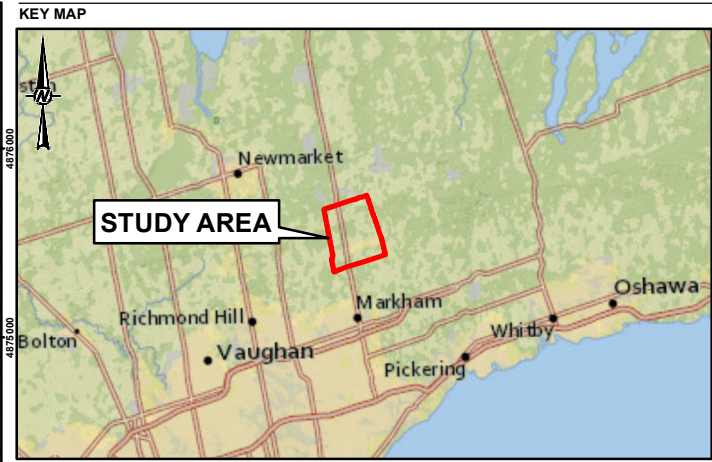 KEY MAP
N
4876000
Newmarket
STUDY AREA
Markham
Oshawa
Richmond Hill
Whitby
4875000
Bolton
Vaughan
Pickering